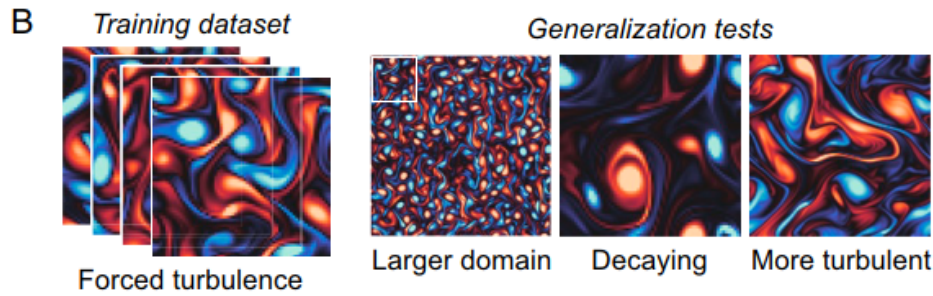 B
Training dataset
Generalization tests
Forced turbulence
Larger domain
Decaying
More turbulent